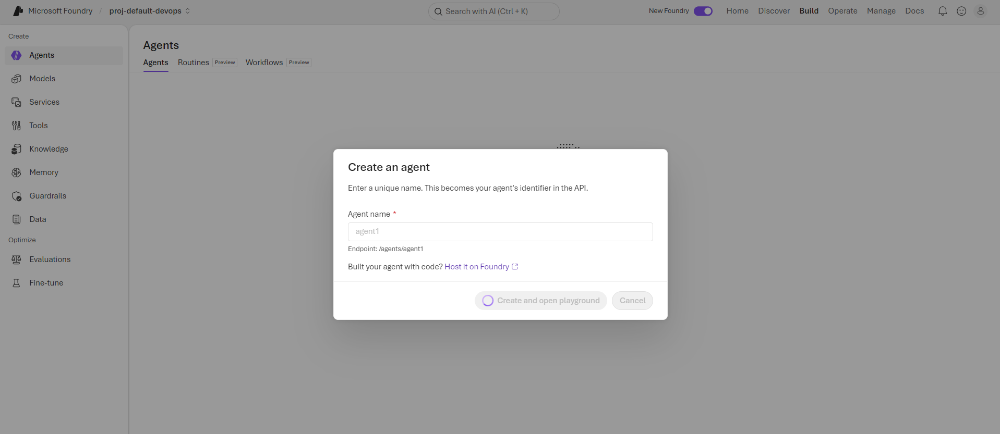 Microsoft Foundry / proj-default-devops
Search with AI (Ctrl + K)
New Foundry
Home
Discover
Build
Operate
Manage
Docs
Create
Agents
Models
Services
Tools
Knowledge
Memory
Guardrails
Data
Optimize
Evaluations
Fine-tune
Agents
Agents
Routines Preview
Workflows Preview
Create an agent
Enter a unique name. This becomes your agent's identifier in the API.
Agent name *
agent1
Endpoint: /agents/agent1
Built your agent with code? Host it on Foundry
Create and open playground
Cancel